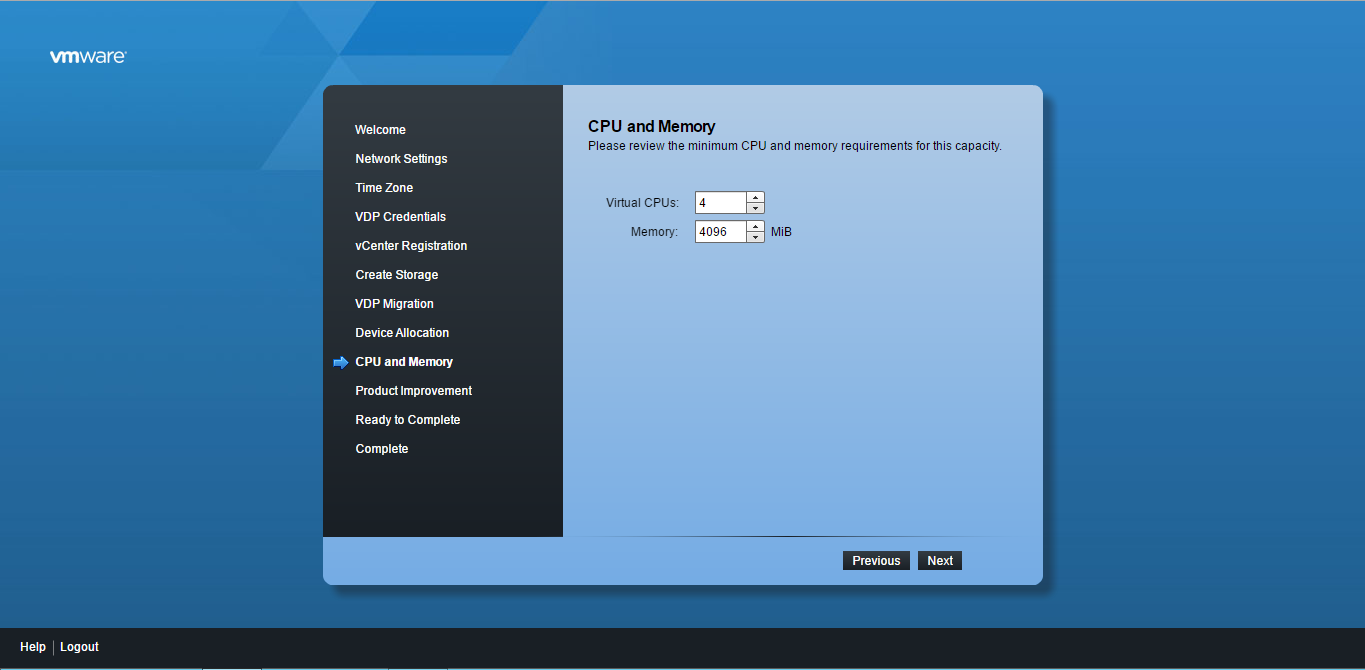 vmware
Welcome
Network Settings
Time Zone
VDP Credentials
vCenter Registration
Create Storage
VDP Migration
Device Allocation
CPU and Memory
Product Improvement
Ready to Complete
Complete
CPU and Memory
Please review the minimum CPU and memory requirements for this capacity.
Virtual CPUs: 4
Memory: 4096 MiB
Previous Next
Help | Logout